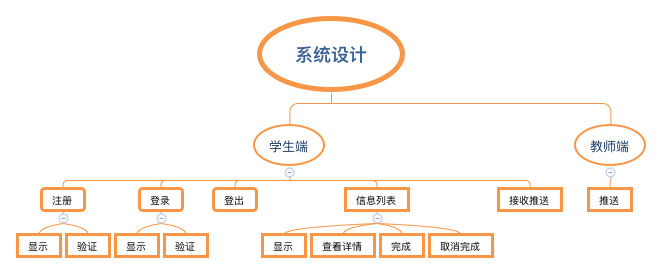 系统设计
学生端
教师端
注册
登录
登出
信息列表
接收推送
推送
显示
验证
显示
验证
显示
查看详情
完成
取消完成